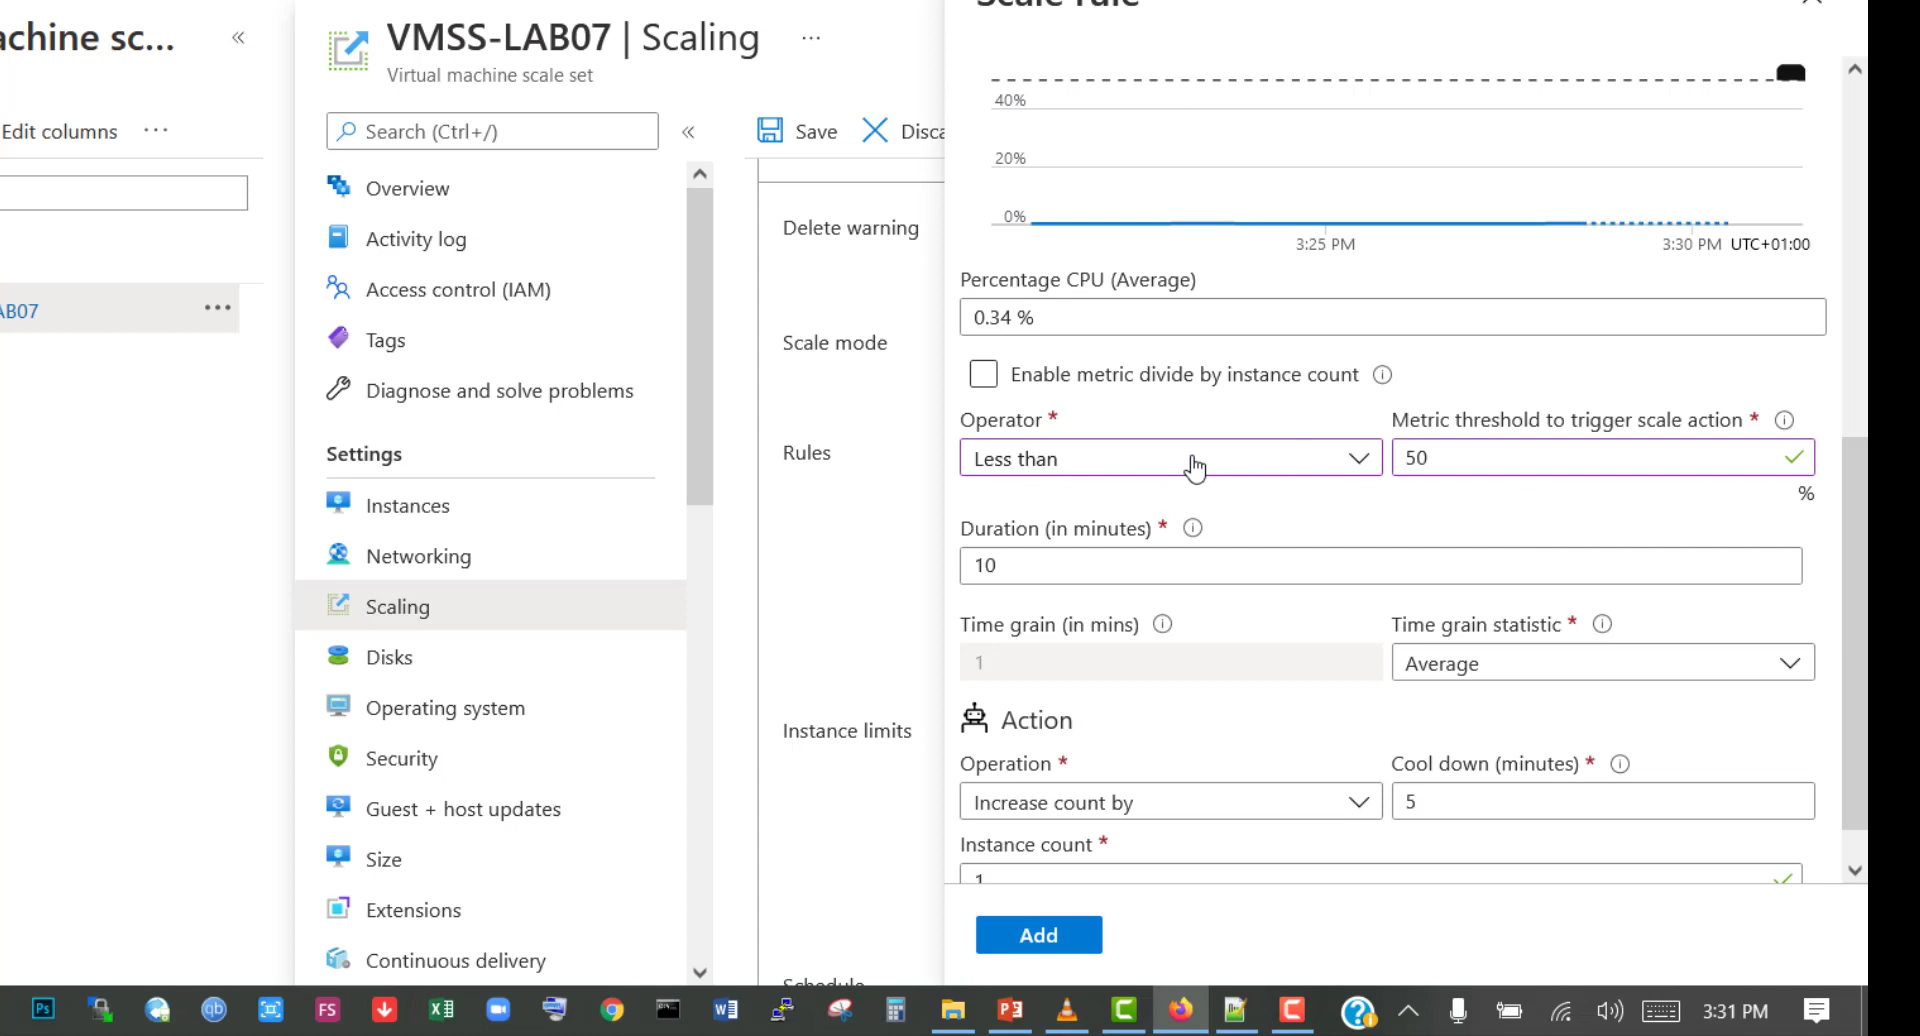 achine sc...
Edit columns
AB07
VMSS-LAB07 | Scaling
Virtual machine scale set
Search (Ctrl+/)
Overview
Activity log
Access control (IAM)
Tags
Diagnose and solve problems
Settings
Instances
Networking
Scaling
Disks
Operating system
Security
Guest + host updates
Size
Extensions
Continuous delivery
Save
Disca
Delete warning
Scale mode
Rules
Instance limits
Schedule
Scale rule
40%
20%
0%
3:25 PM
3:30 PM UTC+01:00
Percentage CPU (Average)
0.34 %
Enable metric divide by instance count
Operator *
Metric threshold to trigger scale action *
Less than
50
%
Duration (in minutes) *
10
Time grain (in mins)
Time grain statistic *
1
Average
Action
Operation *
Cool down (minutes) *
Increase count by
5
Instance count *
1
Add
3:31 PM